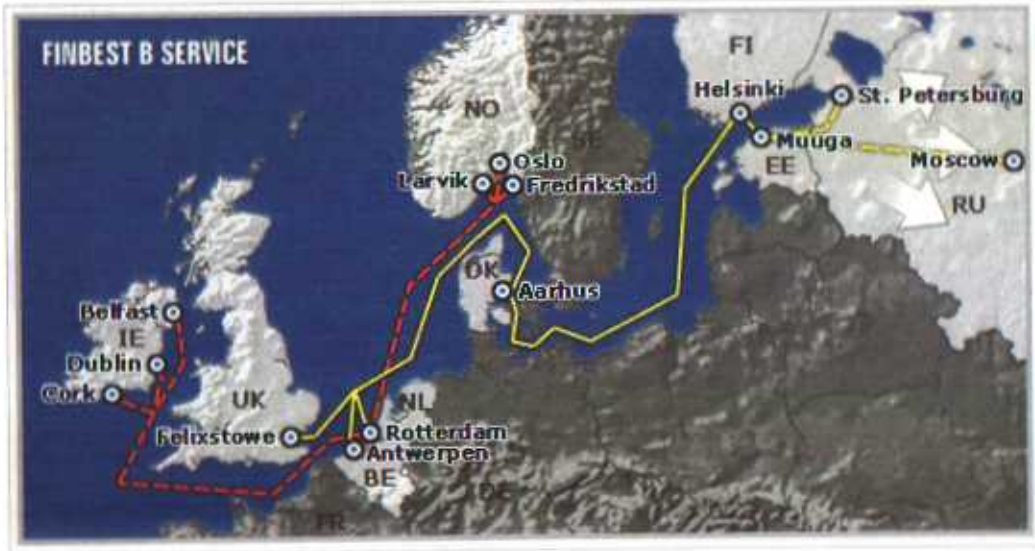 FINBEST B SERVICE
FI
Helsinki
St. Petersburg
NO
SE
Muuga
Oslo
EE
Moscow
Larvik
Fredrikstad
RU
DK
Aarhus
Belfast
IE
Dublin
Cork
UK
NL
Felixstowe
Rotterdam
Antwerpen
BE
DE
FR